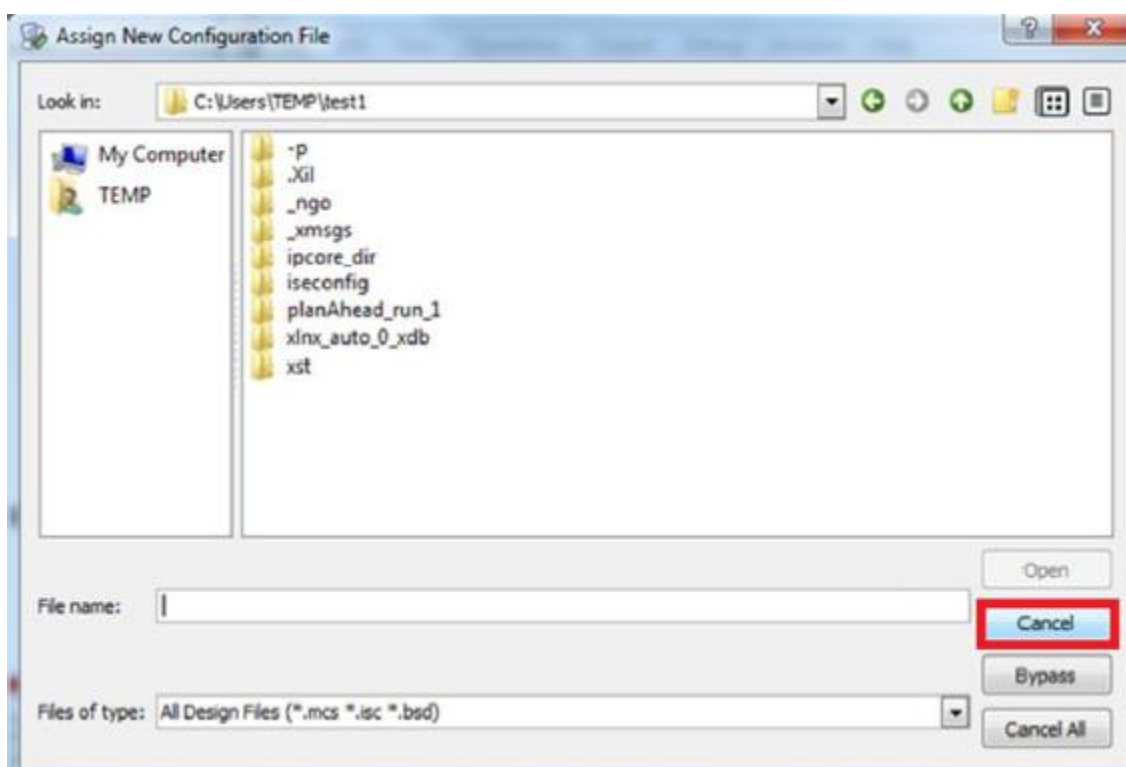 Assign New Configuration File
Look in: C:\Users\TEMP\test1
My Computer
TEMP
-p
.Xil
_ngo
_xmsgs
ipcore_dir
iseconfig
planAhead_run_1
xlnx_auto_0_xdb
xst
Open
File name:
Cancel
Bypass
Files of type: All Design Files (*.mcs *.isc *.bsd)
Cancel All